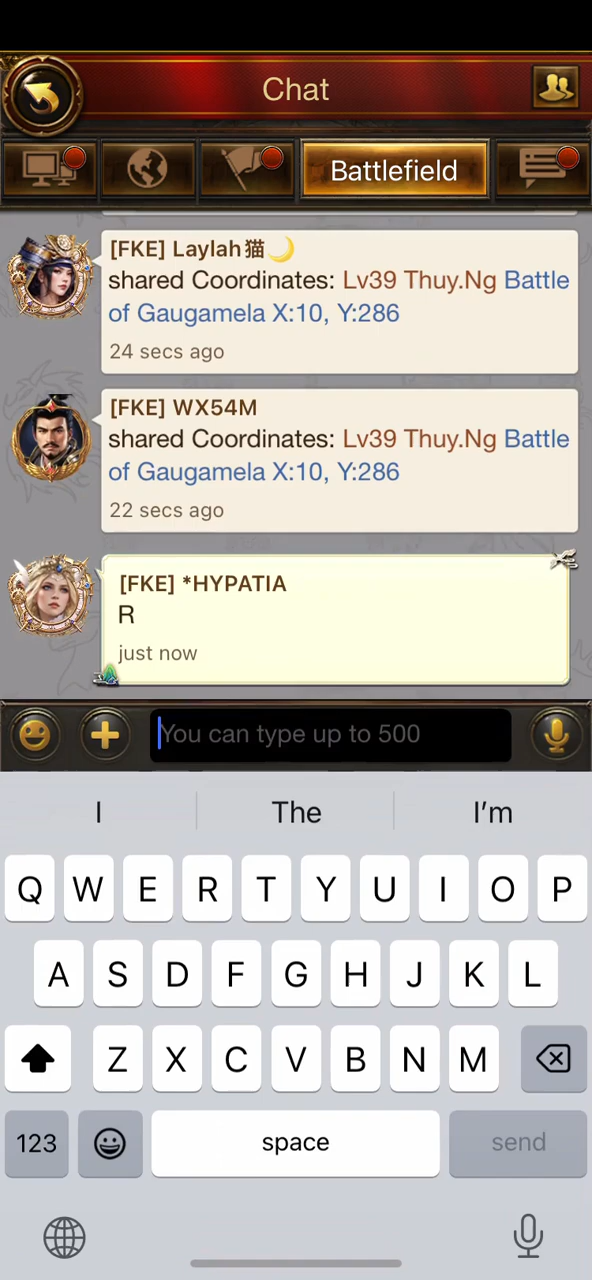 Chat
Battlefield
[FKE] Laylah猫🌙
shared Coordinates: Lv39 Thuy.Ng Battle
of Gaugamela X:10, Y:286
24 secs ago
[FKE] WX54M
shared Coordinates: Lv39 Thuy.Ng Battle
of Gaugamela X:10, Y:286
22 secs ago
[FKE] *HYPATIA
R
just now
You can type up to 500
I The I’m
Q W E R T Y U I O P
A S D F G H J K L
Z X C V B N M
123 space send